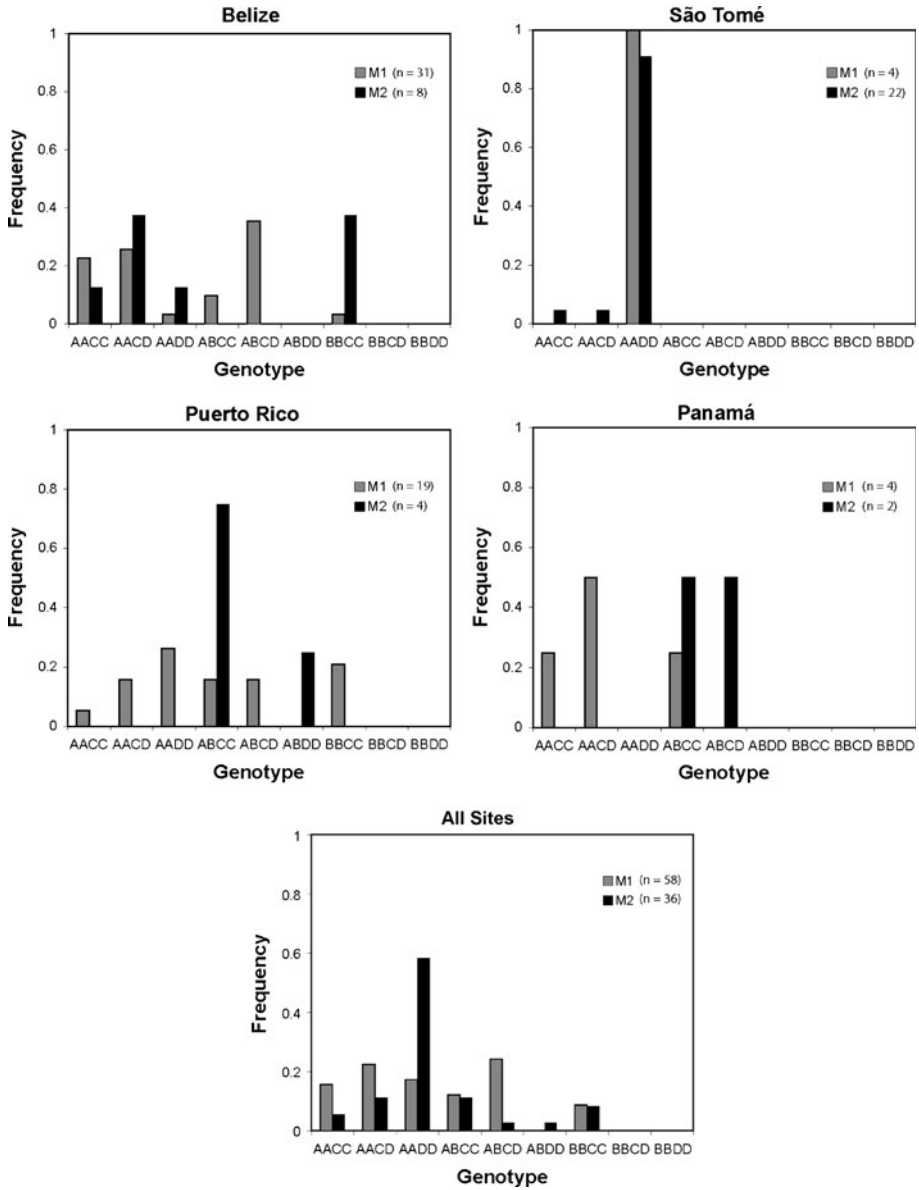 Belize
Frequency
1
0.8
0.6
0.4
0.2
0
M1 (n = 31)
M2 (n = 8)
AACC AACD AADD ABCC ABCD ABDD BBCC BBCD BBDD
Genotype
São Tomé
Frequency
1
0.8
0.6
0.4
0.2
0
M1 (n = 4)
M2 (n = 22)
AACC AACD AADD ABCC ABCD ABDD BBCC BBCD BBDD
Genotype
Puerto Rico
Frequency
1
0.8
0.6
0.4
0.2
0
M1 (n = 19)
M2 (n = 4)
AACC AACD AADD ABCC ABCD ABDD BBCC BBCD BBDD
Genotype
Panamá
Frequency
1
0.8
0.6
0.4
0.2
0
M1 (n = 4)
M2 (n = 2)
AACC AACD AADD ABCC ABCD ABDD BBCC BBCD BBDD
Genotype
All Sites
Frequency
1
0.8
0.6
0.4
0.2
0
M1 (n = 58)
M2 (n = 36)
AACC AACD AADD ABCC ABCD ABDD BBCC BBCD BBDD
Genotype